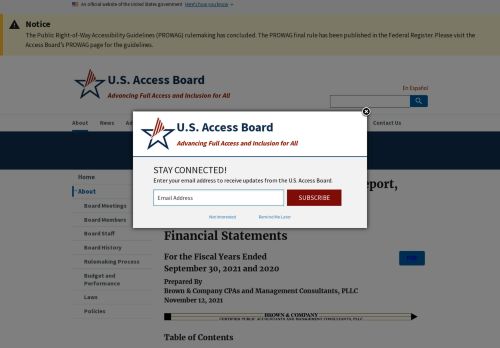 An official website of the United States government Here's how you know
Notice
The Public Right-of-Way Accessibility Guidelines (PROWAG) rulemaking has concluded. The PROWAG final rule has been published in the Federal Register. Please visit the
Access Board's PROWAG page for the guidelines.
U.S. Access Board
Advancing Full Access and Inclusion for All
En Español
About News Contact Us
U.S. Access Board
Advancing Full Access and Inclusion for All
STAY CONNECTED!
Enter your email address to receive updates from the U.S. Access Board.
Email Address SUBSCRIBE
Not Interested Remind Me Later
Home
About
Board Meetings
Board Members
Board Staff
Board History
Rulemaking Process
Budget and
Performance
Laws
Policies
Financial Statements
For the Fiscal Years Ended
September 30, 2021 and 2020
Prepared By
Brown & Company CPAs and Management Consultants, PLLC
November 12, 2021
BROWN & COMPANY
CERTIFIED PUBLIC ACCOUNTANTS AND MANAGEMENT CONSULTANTS, PLLC
Table of Contents